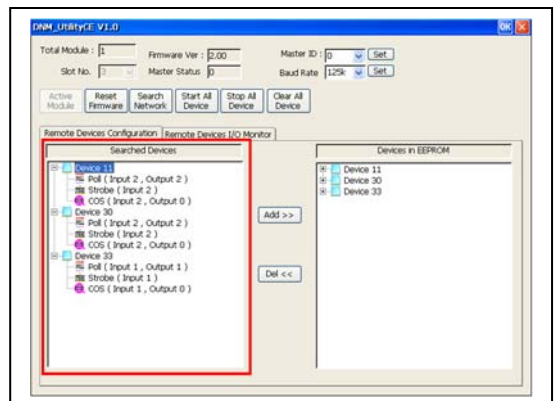 DNM_UtilityCE V1.0 OK
Total Module : 1 Firmware Ver : 2.00 Master ID : 0 Set
Slot No. 3 Master Status 0 Baud Rate 125k Set
Active Module Reset Firmware Search Network Start All Device Stop All Device Clear All Device
Remote Devices Configuration Remote Devices I/O Monitor
Searched Devices
Device 11
Poll ( Input 2 , Output 2 )
Strobe ( Input 2 )
COS ( Input 2 , Output 0 )
Device 30
Poll ( Input 2 , Output 2 )
Strobe ( Input 2 )
COS ( Input 2 , Output 0 )
Device 33
Poll ( Input 1 , Output 1 )
Strobe ( Input 1 )
COS ( Input 1 , Output 0 )
Add >>
Del <<
Devices in EEPROM
Device 11
Device 30
Device 33